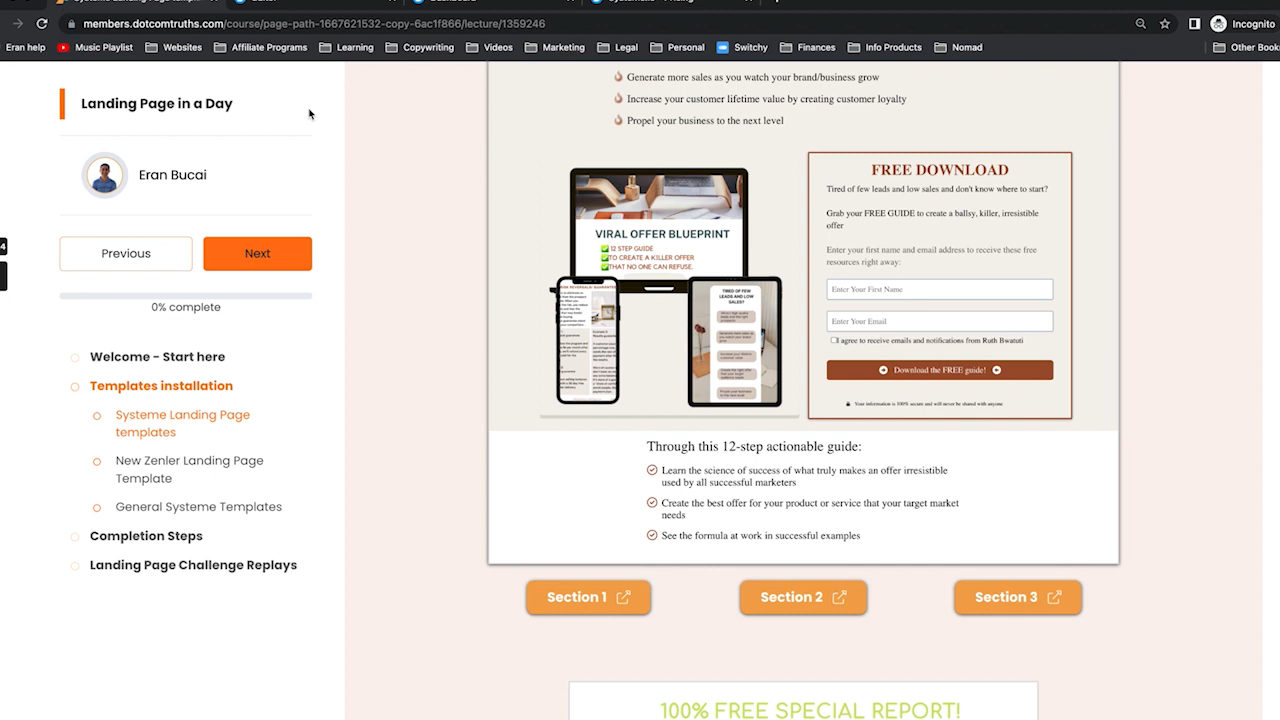 members.dotcomtruths.com/course/page-path-1667621532-copy-6ac1f866/lecture/1359246
Incognito
Eran help
Music Playlist
Websites
Affiliate Programs
Learning
Copywriting
Videos
Marketing
Legal
Personal
Switchy
Finances
Info Products
Nomad
Other Book
Landing Page in a Day
Eran Bucai
Previous
Next
0% complete
Welcome - Start here
Templates installation
Systeme Landing Page
templates
New Zenler Landing Page
Template
General Systeme Templates
Completion Steps
Landing Page Challenge Replays
Generate more sales as you watch your brand/business grow
Increase your customer lifetime value by creating customer loyalty
Propel your business to the next level
VIRAL OFFER BLUEPRINT
12 STEP GUIDE
TO CREATE A KILLER OFFER
THAT NO ONE CAN REFUSE.
TIRED OF FEW
LEADS AND LOW
SALES?
FREE DOWNLOAD
Tired of few leads and low sales and don't know where to start?
Grab your FREE GUIDE to create a ballsy, killer, irresistible
offer
Enter your first name and email address to receive these free
resources right away:
Enter Your First Name
Enter Your Email
I agree to receive emails and notifications from Ruth Bwatuti
Download the FREE guide!
Your information is 100% secure and will never be shared with anyone
Through this 12-step actionable guide:
Learn the science of success of what truly makes an offer irresistible
used by all successful marketers
Create the best offer for your product or service that your target market
needs
See the formula at work in successful examples
Section 1
Section 2
Section 3
100% FREE SPECIAL REPORT!